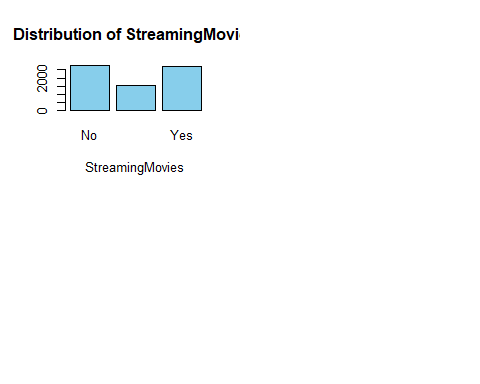 Distribution of StreamingMovi
2000
0
No Yes
StreamingMovies